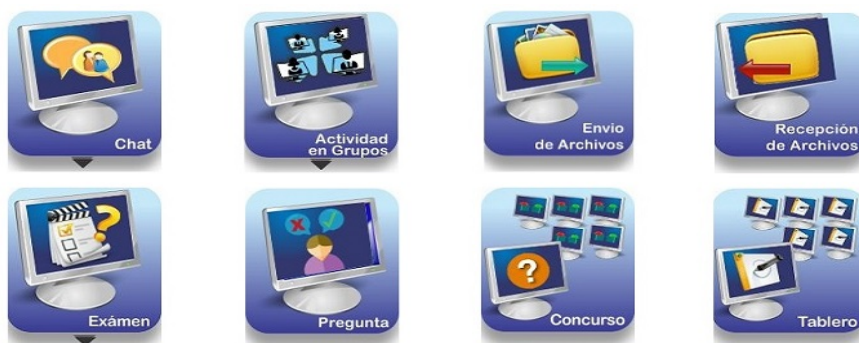 Chat
Actividad
en Grupos
Envio
de Archivos
Recepción
de Archivos
Exámen
Pregunta
Concurso
Tablero